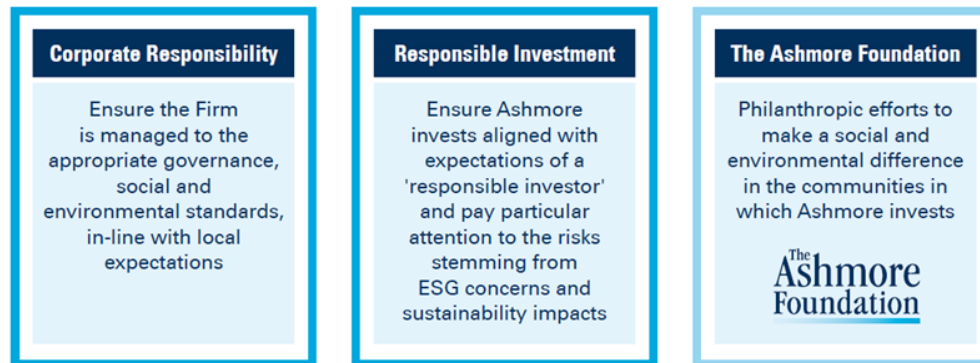 Corporate Responsibility
Ensure the Firm
is managed to the
appropriate governance,
social and
environmental standards,
in-line with local
expectations
Responsible Investment
Ensure Ashmore
invests aligned with
expectations of a
'responsible investor'
and pay particular
attention to the risks
stemming from
ESG concerns and
sustainability impacts
The Ashmore Foundation
Philanthropic efforts to
make a social and
environmental difference
in the communities in
which Ashmore invests
The
Ashmore
Foundation